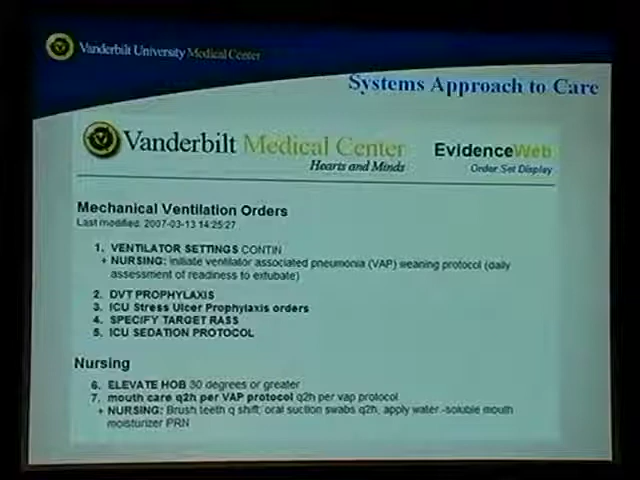 Vanderbilt University Medical Center
Systems Approach to Care
Vanderbilt Medical Center
Hearts and Minds
EvidenceWeb
Order Set Display
Mechanical Ventilation Orders
Last modified: 2007-03-13 14:25:27
1. VENTILATOR SETTINGS CONTIN
+ NURSING: initiate ventilator associated pneumonia (VAP) weaning protocol (daily
assessment of readiness to extubate)
2. DVT PROPHYLAXIS
3. ICU Stress Ulcer Prophylaxis orders
4. SPECIFY TARGET RASS
5. ICU SEDATION PROTOCOL
Nursing
6. ELEVATE HOB 30 degrees or greater
7. mouth care q2h per VAP protocol q2h per vap protocol
+ NURSING: Brush teeth q shift; oral suction swabs q2h, apply water -soluble mouth
moisturizer PRN